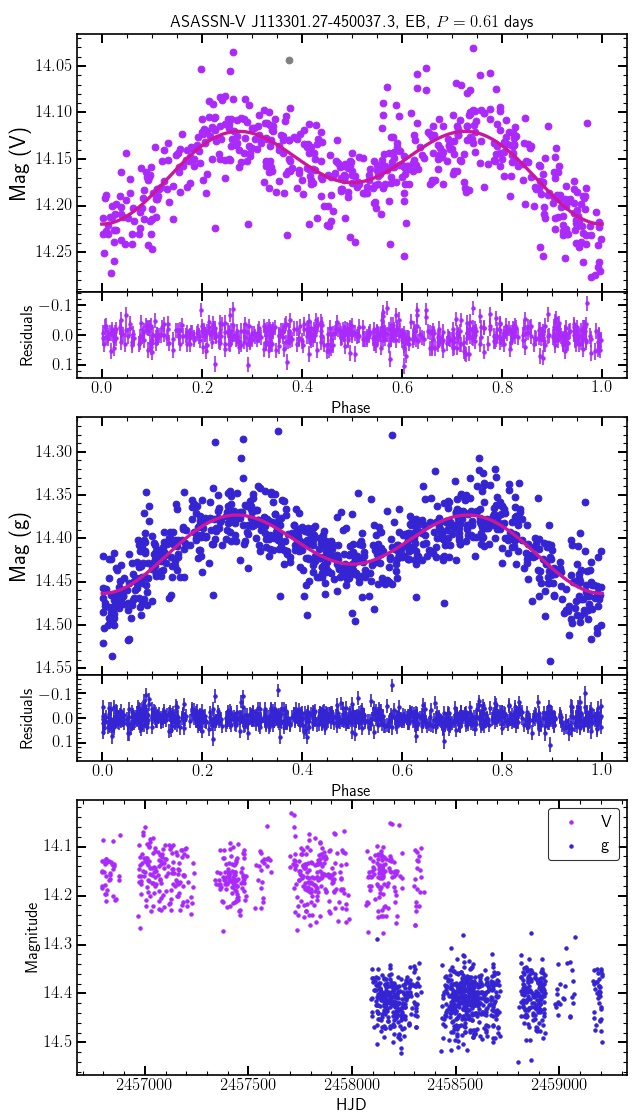 ASASSN-V J113301.27-450037.3, EB, P = 0.61 days
14.05
14.10
14.15
14.20
14.25
Mag (V)
−0.1
0.0
0.1
Residuals
0.0 0.2 0.4 0.6 0.8 1.0
Phase
14.30
14.35
14.40
14.45
14.50
14.55
Mag (g)
−0.1
0.0
0.1
Residuals
0.0 0.2 0.4 0.6 0.8 1.0
Phase
V
g
14.1
14.2
14.3
14.4
14.5
Magnitude
2457000 2457500 2458000 2458500 2459000
HJD